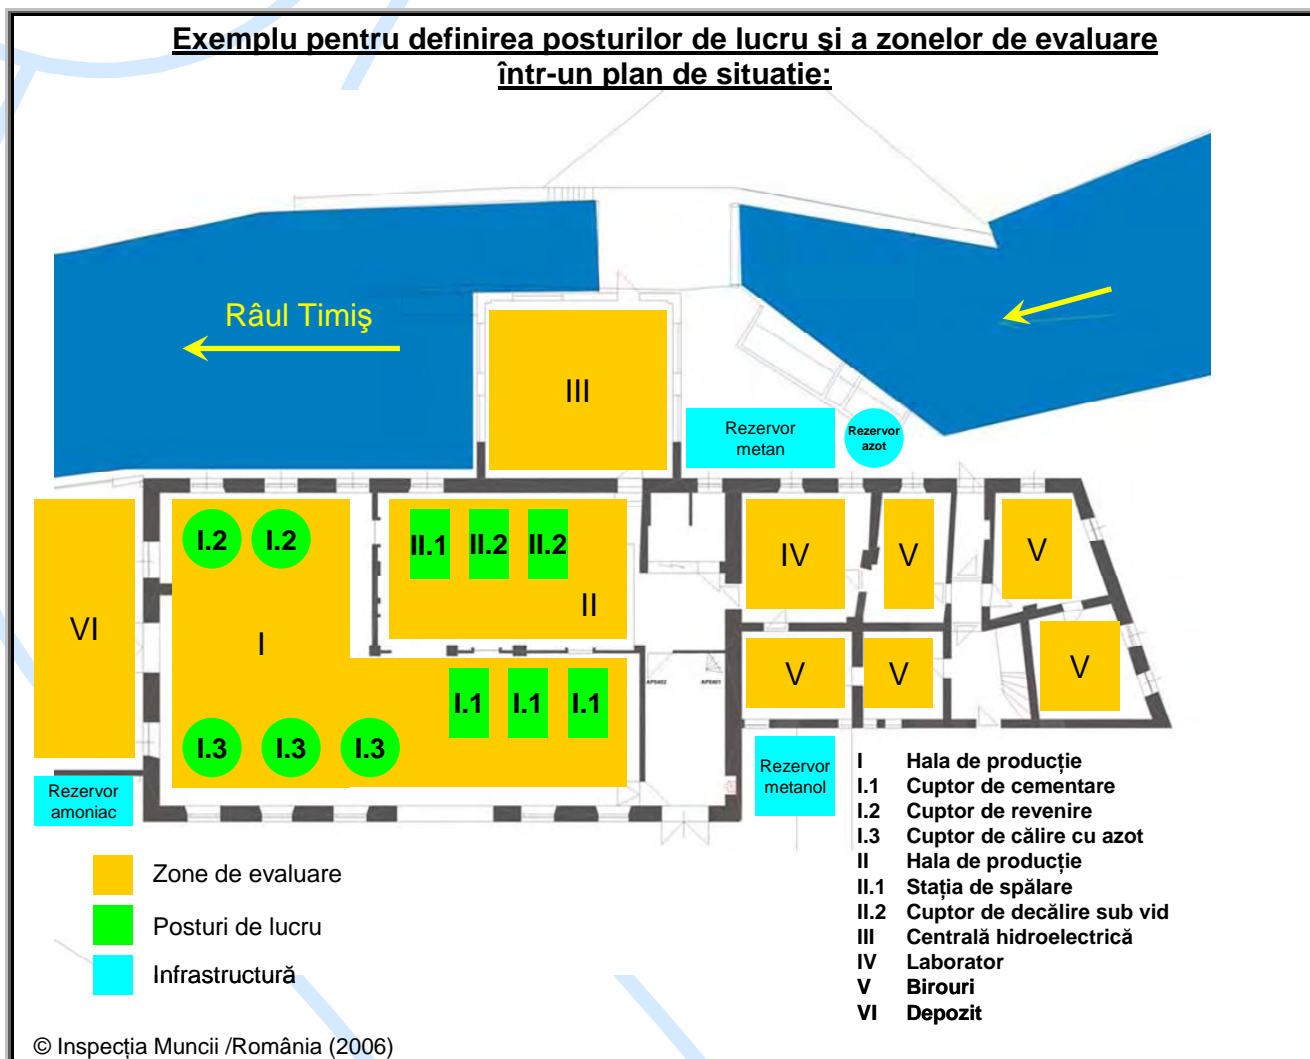 Exemplu pentru definirea posturilor de lucru şi a zonelor de evaluare
într-un plan de situatie:
Râul Timiş
III
Rezervor
metan
Rezervor
azot
I.2
I.2
II.1
II.2
II.2
II
IV
V
V
VI
I
V
V
V
I.1
I.1
I.1
I.3
I.3
I.3
AP0402
AP0401
Rezervor
amoniac
Rezervor
metanol
I Hala de producţie
I.1 Cuptor de cementare
I.2 Cuptor de revenire
I.3 Cuptor de călire cu azot
II Hala de producţie
II.1 Staţia de spălare
II.2 Cuptor de decălire sub vid
III Centrală hidroelectrică
IV Laborator
V Birouri
VI Depozit
Zone de evaluare
Posturi de lucru
Infrastructură
© Inspecţia Muncii /România (2006)